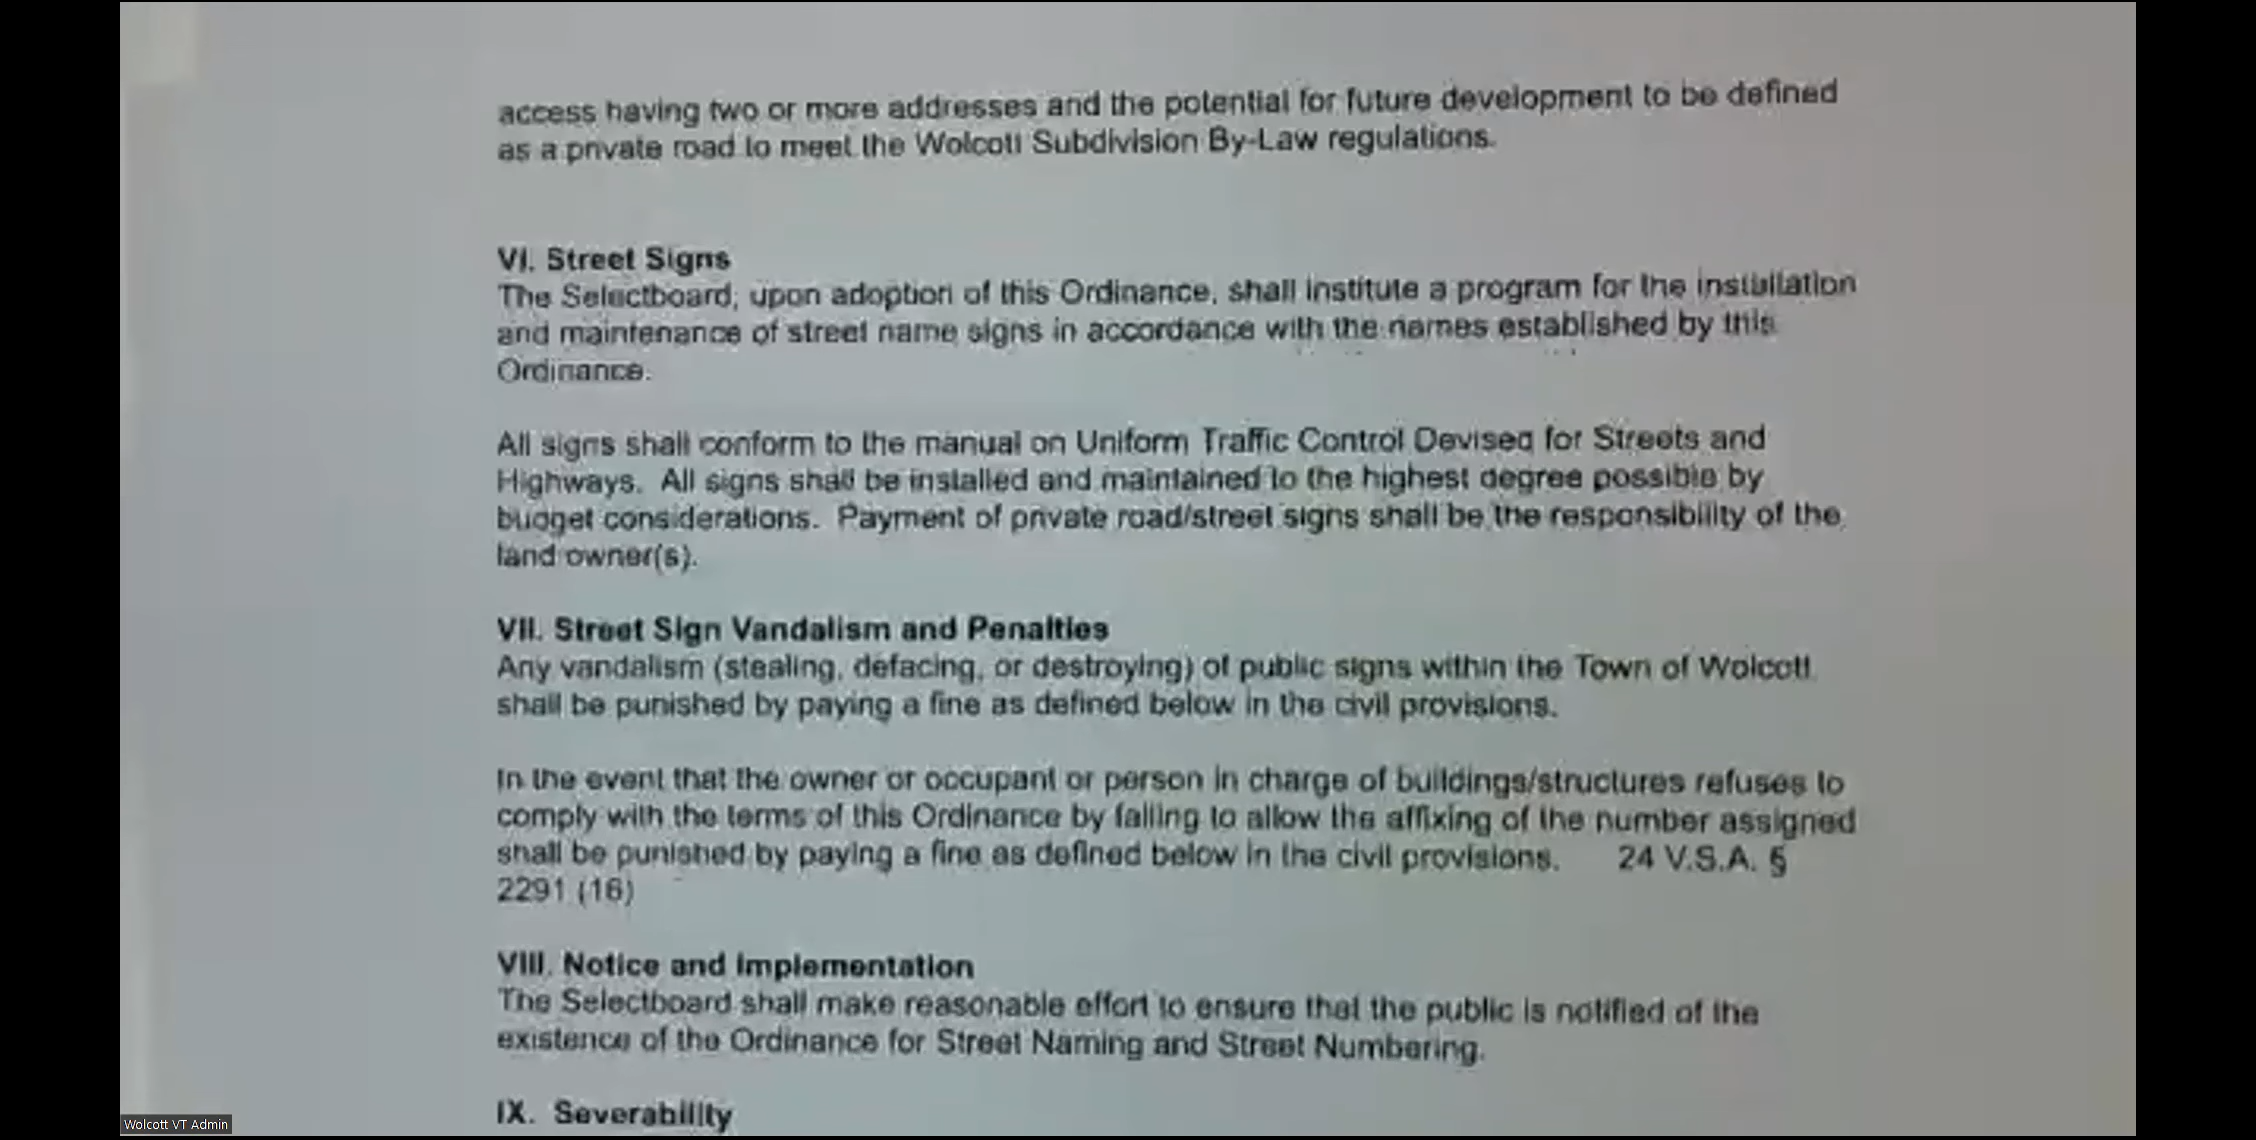 access having two or more addresses and the potential for future development to be defined
as a private road to meet the Wolcott Subdivision By-Law regulations.
VI. Street Signs
The Selectboard, upon adoption of this Ordinance, shall institute a program for the installation
and maintenance of street name signs in accordance with the names established by this
Ordinance.
All signs shall conform to the manual on Uniform Traffic Control Devised for Streets and
Highways. All signs shall be installed and maintained to the highest degree possible by
budget considerations. Payment of private road/street signs shall be the responsibility of the
land owner(s).
VII. Street Sign Vandalism and Penalties
Any vandalism (stealing, defacing, or destroying) of public signs within the Town of Wolcott
shall be punished by paying a fine as defined below in the civil provisions.
In the event that the owner or occupant or person in charge of buildings/structures refuses to
comply with the terms of this Ordinance by failing to allow the affixing of the number assigned
shall be punished by paying a fine as defined below in the civil provisions. 24 V.S.A. §
2291 (16)
VIII. Notice and Implementation
The Selectboard shall make reasonable effort to ensure that the public is notified of the
existence of the Ordinance for Street Naming and Street Numbering.
IX. Severability
Wolcott VT Admin